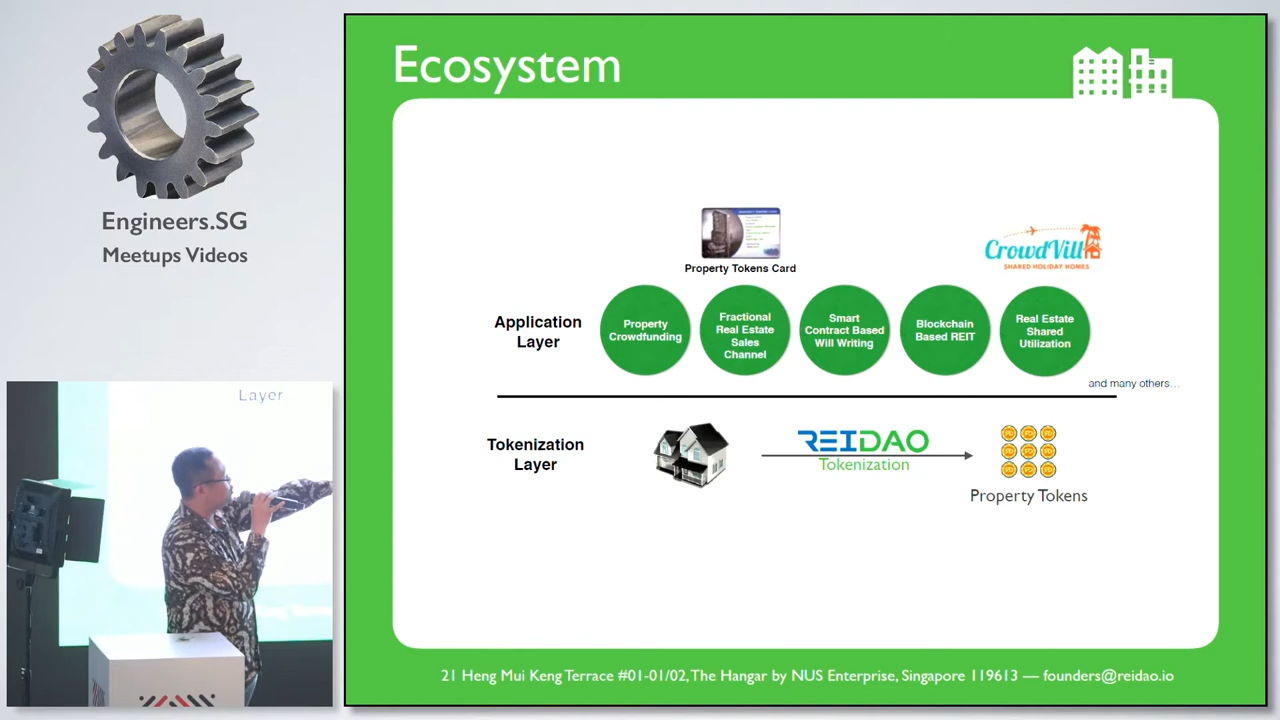 Engineers.SG
Meetups Videos
Layer
Ecosystem
Property Tokens Card
CrowdVill
SHARED HOLIDAY HOMES
Application
Layer
Property
Crowdfunding
Fractional
Real Estate
Sales
Channel
Smart
Contract Based
Will Writing
Blockchain
Based REIT
Real Estate
Shared
Utilization
and many others…
Tokenization
Layer
REIDAO
Tokenization
Property Tokens
21 Heng Mui Keng Terrace #01-01/02, The Hangar by NUS Enterprise, Singapore 119613 — founders@reidao.io